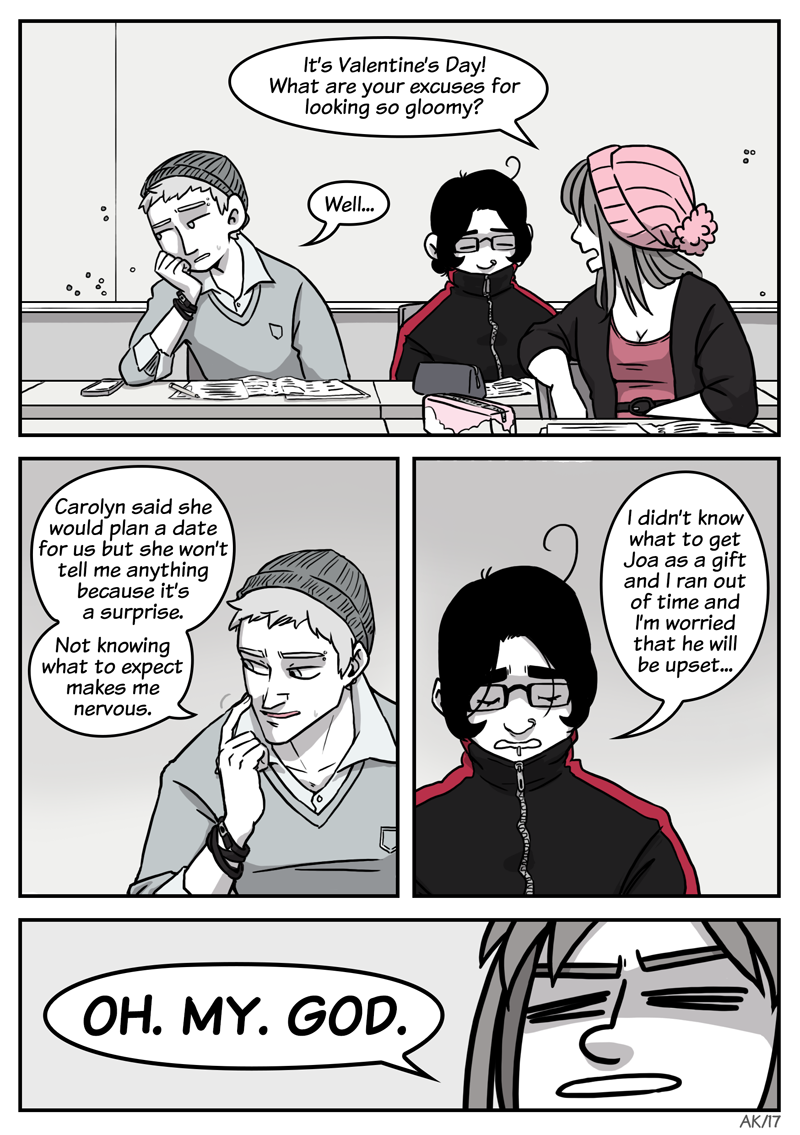 It's Valentine's Day!
What are your excuses for
looking so gloomy?
Well...
Carolyn said she
would plan a date
for us but she won't
tell me anything
because it's
a surprise.
Not knowing
what to expect
makes me
nervous.
I didn't know
what to get
Joa as a gift
and I ran out
of time and
I'm worried
that he will
be upset...
OH. MY. GOD.
AK/17